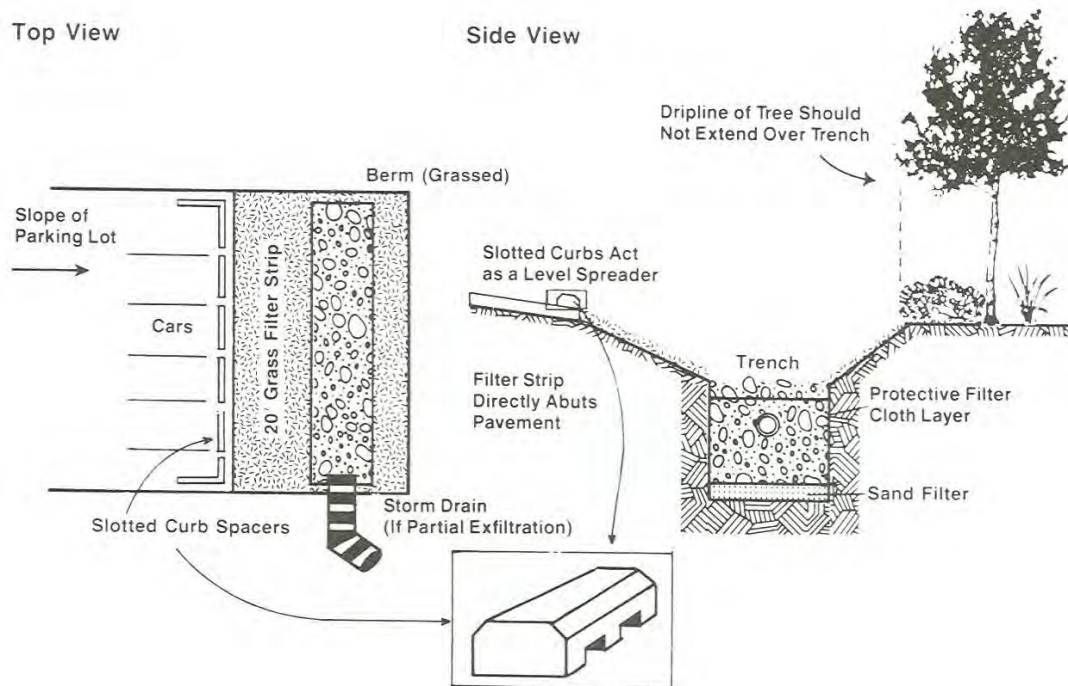 Top View
Side View
Dripline of Tree Should
Not Extend Over Trench
Berm (Grassed)
Slope of
Parking Lot
20' Grass Filter Strip
Cars
Slotted Curbs Act
as a Level Spreader
Trench
Filter Strip
Directly Abuts
Pavement
Protective Filter
Cloth Layer
Sand Filter
Storm Drain
(If Partial Exfiltration)
Slotted Curb Spacers